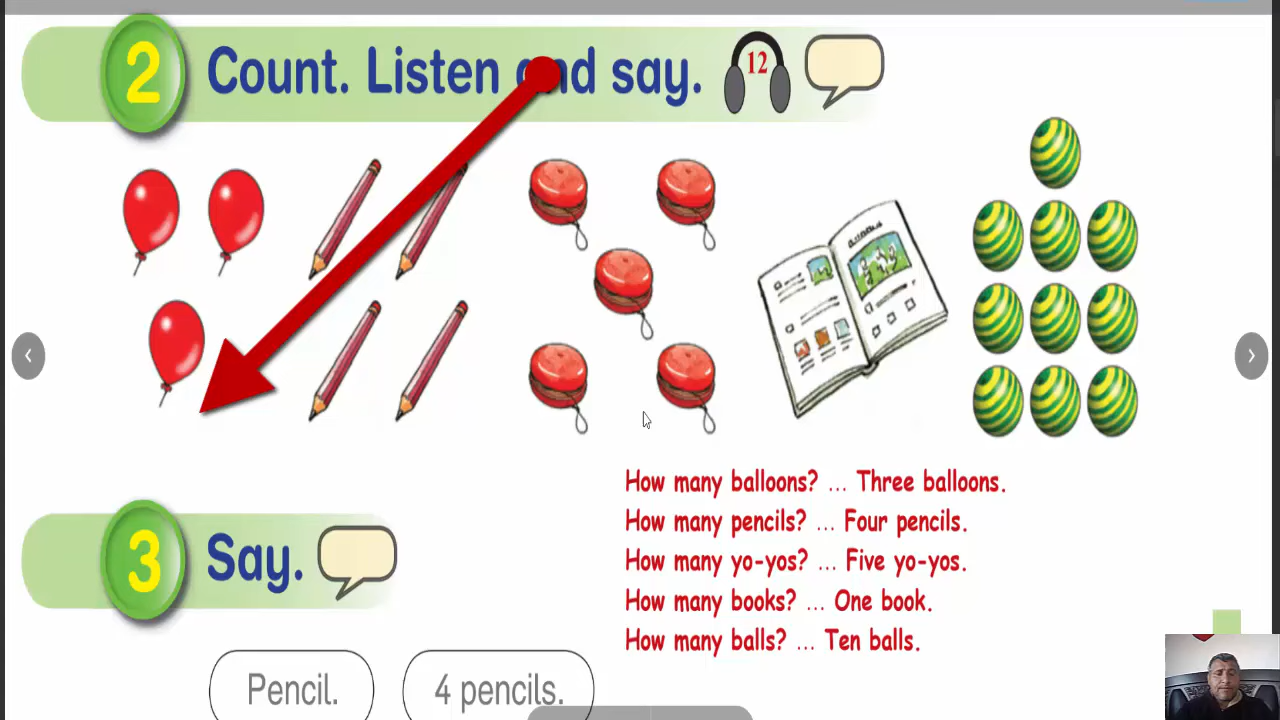 2 Count. Listen and say. 12
How many balloons? ... Three balloons.
How many pencils? ... Four pencils.
How many yo-yos? ... Five yo-yos.
How many books? ... One book.
How many balls? ... Ten balls.
3 Say.
Pencil. 4 pencils.